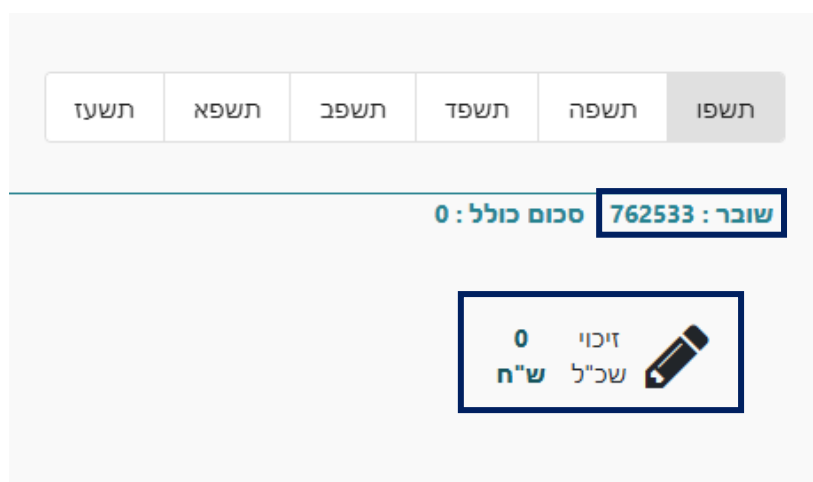 תשפו תשפה תשפד תשפב תשפא תשעז
שובר : 762533 סכום כולל : 0
זיכוי 0
שכ"ל ש"ח